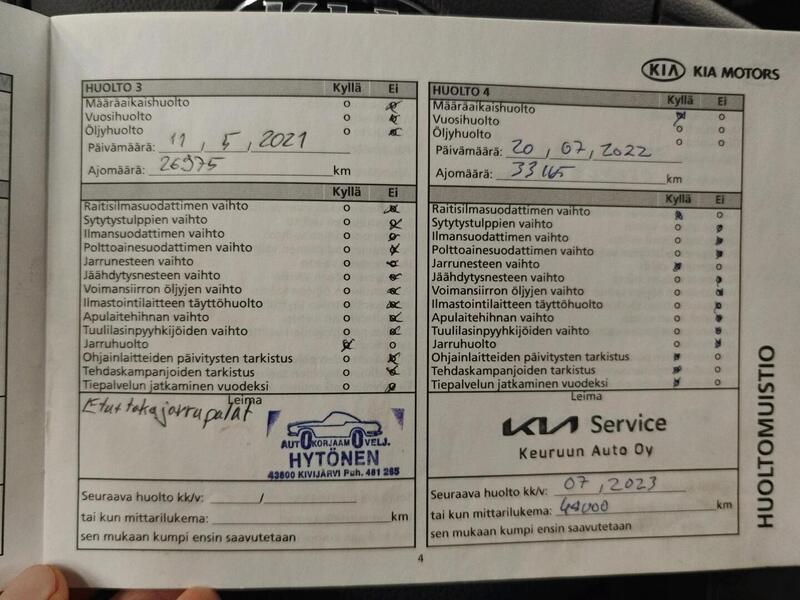 KIA KIA MOTORS
HUOLTO 3 Kyllä Ei
Määräaikaishuolto o o
Vuosihuolto o o
Öljyhuolto o o
Päivämäärä: 11, 5, 2021
Ajomäärä: 26975 km
Kyllä Ei
Raitisilmasuodattimen vaihto o o
Sytytystulppien vaihto o o
Ilmansuodattimen vaihto o o
Polttoainesuodattimen vaihto o o
Jarrunesteen vaihto o o
Jäähdytysnesteen vaihto o o
Voimansiirron öljyjen vaihto o o
Ilmastointilaitteen täyttöhuolto o o
Apulaitehihnan vaihto o o
Tuulilasinpyyhkijöiden vaihto o o
Jarruhuolto o o
Ohjainlaitteiden päivitysten tarkistus o o
Tehdaskampanjoiden tarkistus o o
Tiepalvelun jatkaminen vuodeksi o o
Leima
takajarrupalat
AUTOKORJAAMO VELJ.
HYTÖNEN
43800 KIVIJÄRVI Puh. 481 265
Seuraava huolto kk/v: /
tai kun mittarilukema: km
sen mukaan kumpi ensin saavutetaan
HUOLTO 4 Kyllä Ei
Määräaikaishuolto o o
Vuosihuolto o o
Öljyhuolto o o
Päivämäärä: 20, 07, 2022
Ajomäärä: 33165 km
Kyllä Ei
Raitisilmasuodattimen vaihto o o
Sytytystulppien vaihto o o
Ilmansuodattimen vaihto o o
Polttoainesuodattimen vaihto o o
Jarrunesteen vaihto o o
Jäähdytysnesteen vaihto o o
Voimansiirron öljyjen vaihto o o
Ilmastointilaitteen täyttöhuolto o o
Apulaitehihnan vaihto o o
Tuulilasinpyyhkijöiden vaihto o o
Jarruhuolto o o
Ohjainlaitteiden päivitysten tarkistus o o
Tehdaskampanjoiden tarkistus o o
Tiepalvelun jatkaminen vuodeksi o o
Leima
KIA Service
Keuruun Auto Oy
Seuraava huolto kk/v: 07, 2023
tai kun mittarilukema: 48000 km
sen mukaan kumpi ensin saavutetaan
HUOLTOMUISTIO
4